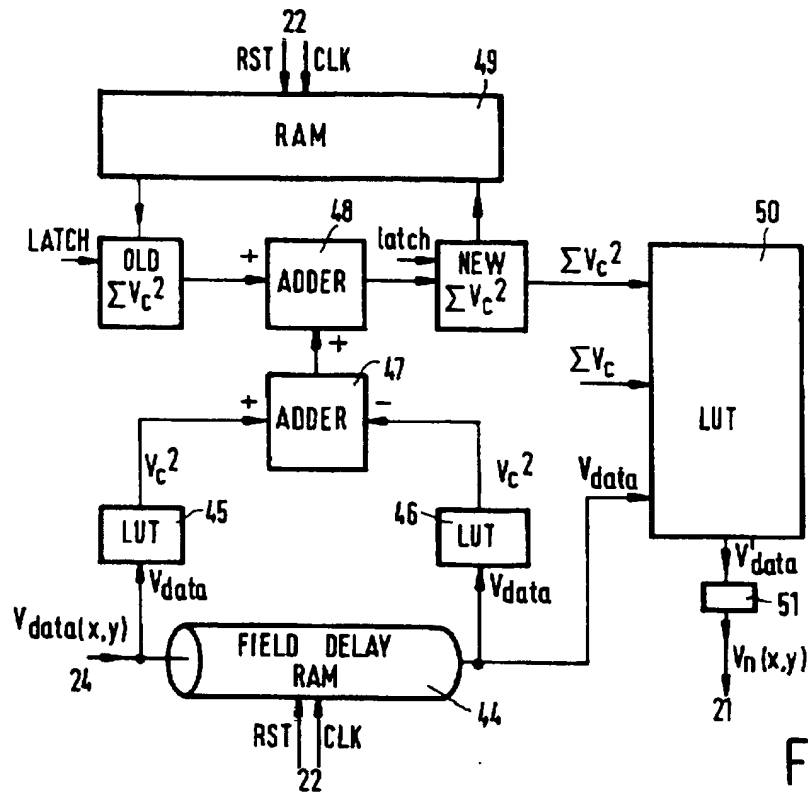 22
RST CLK
49
RAM
LATCH
OLD
ΣVc²
+
48
ADDER
latch
NEW
ΣVc²
ΣVc²
50
+
ΣVc
47
+
ADDER
−
LUT
Vc²
Vc²
Vdata
45
LUT
46
LUT
Vdata
Vdata
V'data
51
Vdata(x,y)
24
FIELD DELAY
RAM
44
Vn(x,y)
21
RST CLK
22
F